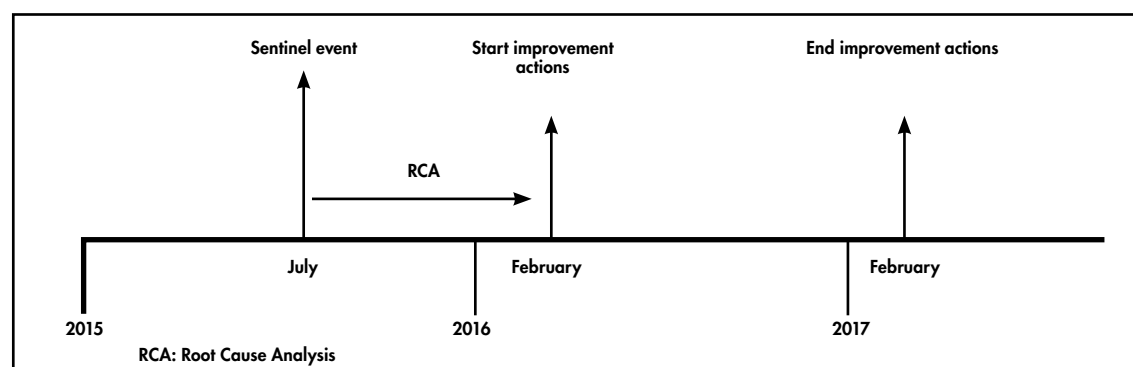 Sentinel event
Start improvement
actions
End improvement actions
RCA
July
February
February
2015
2016
2017
RCA: Root Cause Analysis